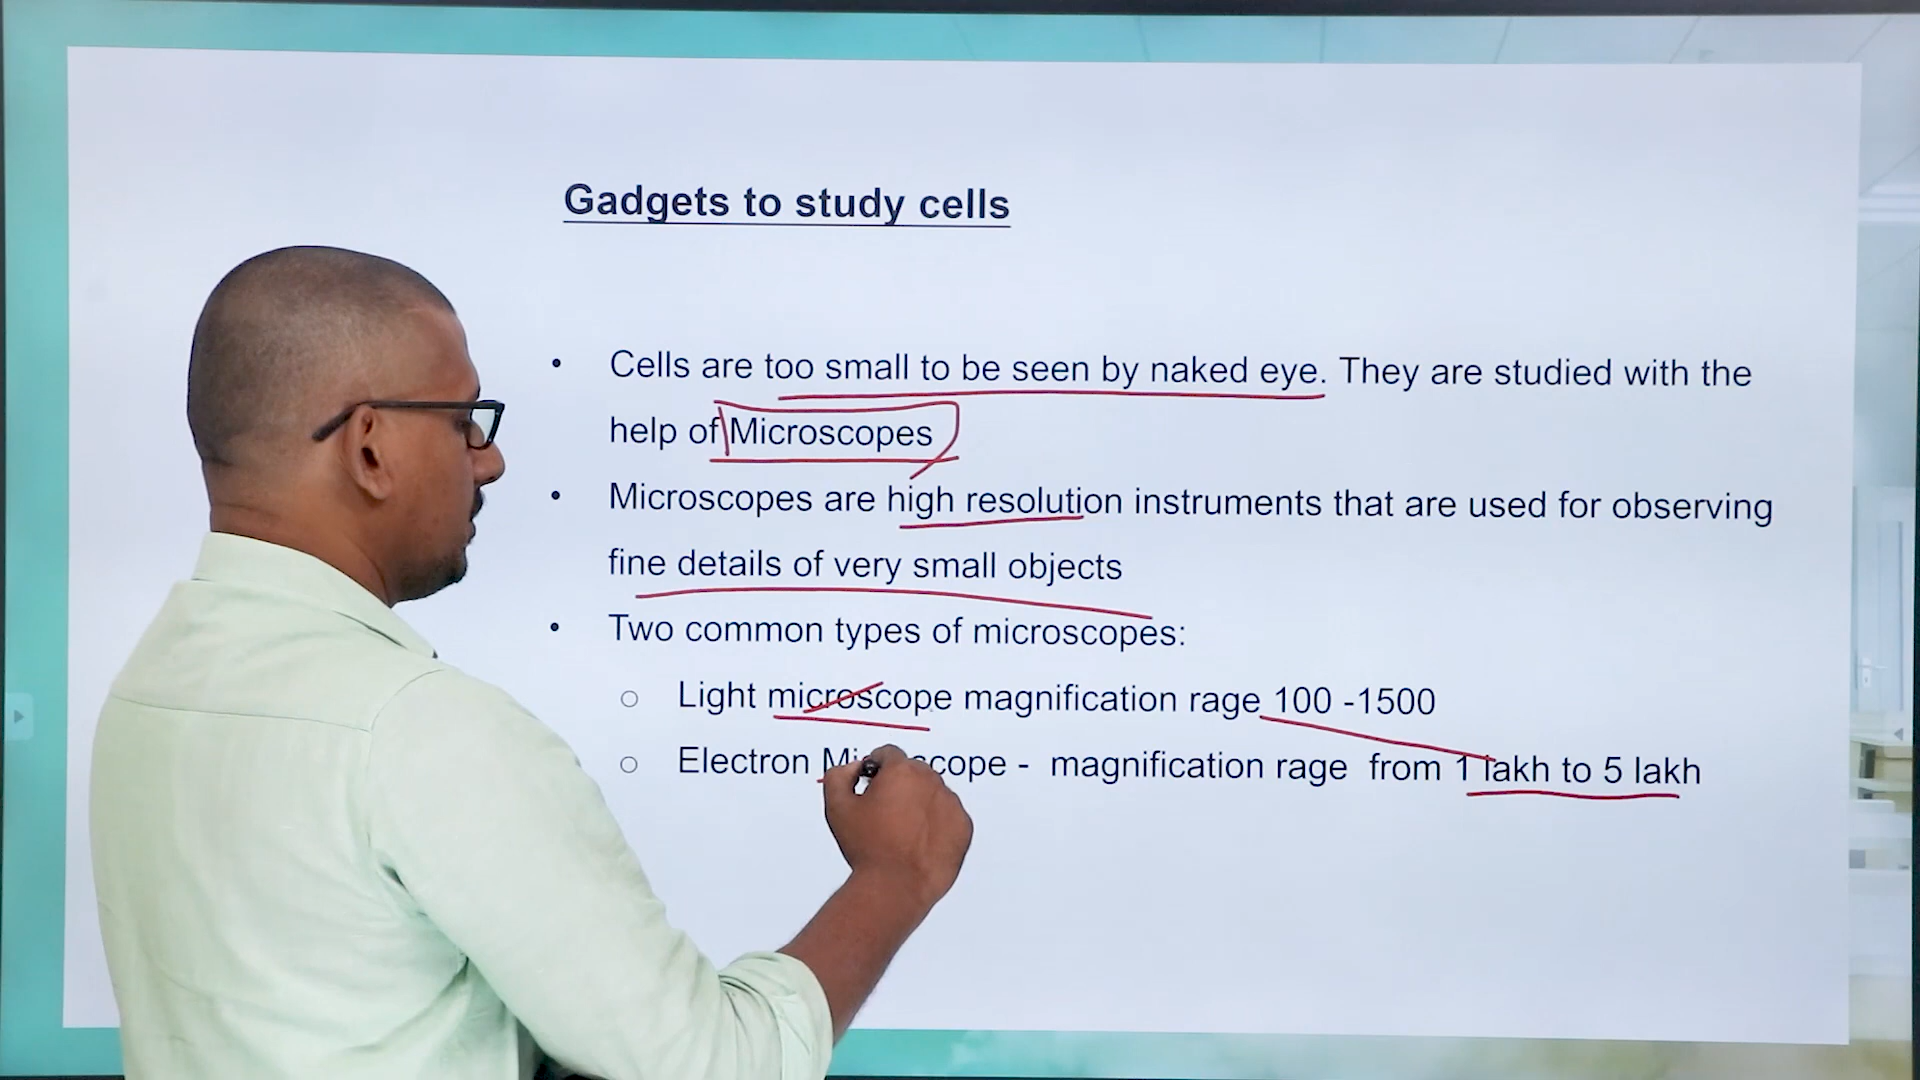 Gadgets to study cells
• Cells are too small to be seen by naked eye. They are studied with the
help of Microscopes
• Microscopes are high resolution instruments that are used for observing
fine details of very small objects
• Two common types of microscopes:
○ Light microscope magnification rage 100 -1500
○ Electron - magnification rage from 1 lakh to 5 lakh